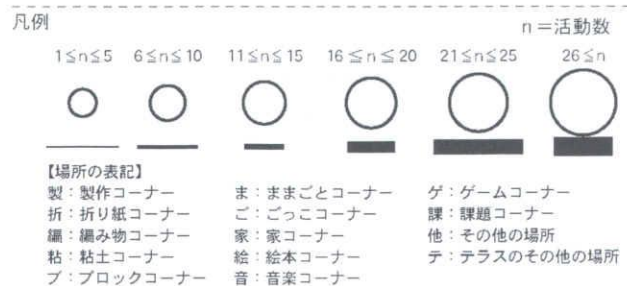 凡例
n=活動数
1≦n≦5 6≦n≦10 11≦n≦15 16≦n≦20 21≦n≦25 26≦n
【場所の表記】
製：製作コーナー ま：ままごとコーナー ゲ：ゲームコーナー
折：折り紙コーナー ご：ごっこコーナー 課：課題コーナー
編：編み物コーナー 家：家コーナー 他：その他の場所
粘：粘土コーナー 絵：絵本コーナー テ：テラスのその他の場所
ブ：ブロックコーナー 音：音楽コーナー